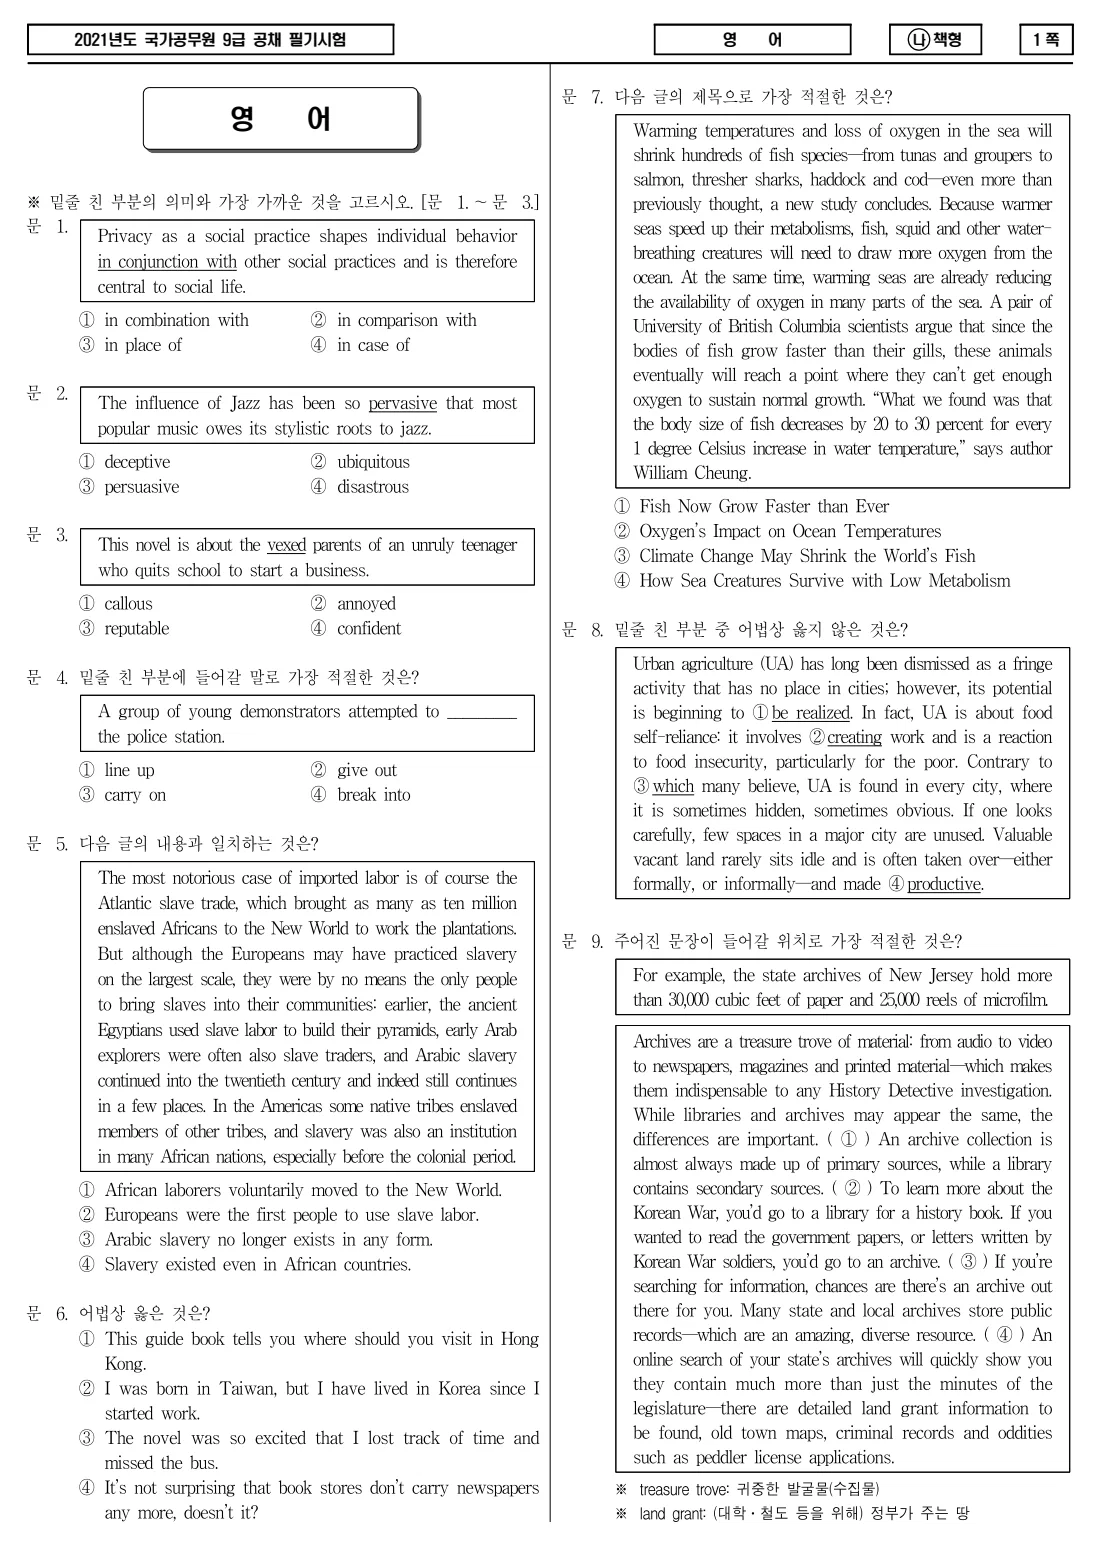 2021년도 국가공무원 9급 공채 필기시험
영 어
㉯ 책형
1 쪽
영 어
※ 밑줄 친 부분의 의미와 가장 가까운 것을 고르시오. [문 1. ~ 문 3.]
문 1.
Privacy as a social practice shapes individual behavior
in conjunction with other social practices and is therefore
central to social life.
① in combination with ② in comparison with
③ in place of ④ in case of
문 2.
The influence of Jazz has been so pervasive that most
popular music owes its stylistic roots to jazz.
① deceptive ② ubiquitous
③ persuasive ④ disastrous
문 3.
This novel is about the vexed parents of an unruly teenager
who quits school to start a business.
① callous ② annoyed
③ reputable ④ confident
문 4. 밑줄 친 부분에 들어갈 말로 가장 적절한 것은?
A group of young demonstrators attempted to ________
the police station.
① line up ② give out
③ carry on ④ break into
문 5. 다음 글의 내용과 일치하는 것은?
The most notorious case of imported labor is of course the
Atlantic slave trade, which brought as many as ten million
enslaved Africans to the New World to work the plantations.
But although the Europeans may have practiced slavery
on the largest scale, they were by no means the only people
to bring slaves into their communities: earlier, the ancient
Egyptians used slave labor to build their pyramids, early Arab
explorers were often also slave traders, and Arabic slavery
continued into the twentieth century and indeed still continues
in a few places. In the Americas some native tribes enslaved
members of other tribes, and slavery was also an institution
in many African nations, especially before the colonial period.
① African laborers voluntarily moved to the New World.
② Europeans were the first people to use slave labor.
③ Arabic slavery no longer exists in any form.
④ Slavery existed even in African countries.
문 6. 어법상 옳은 것은?
① This guide book tells you where should you visit in Hong
Kong.
② I was born in Taiwan, but I have lived in Korea since I
started work.
③ The novel was so excited that I lost track of time and
missed the bus.
④ It's not surprising that book stores don't carry newspapers
any more, doesn't it?
문 7. 다음 글의 제목으로 가장 적절한 것은?
Warming temperatures and loss of oxygen in the sea will
shrink hundreds of fish species—from tunas and groupers to
salmon, thresher sharks, haddock and cod—even more than
previously thought, a new study concludes. Because warmer
seas speed up their metabolisms, fish, squid and other water-
breathing creatures will need to draw more oxygen from the
ocean. At the same time, warming seas are already reducing
the availability of oxygen in many parts of the sea. A pair of
University of British Columbia scientists argue that since the
bodies of fish grow faster than their gills, these animals
eventually will reach a point where they can't get enough
oxygen to sustain normal growth. “What we found was that
the body size of fish decreases by 20 to 30 percent for every
1 degree Celsius increase in water temperature,” says author
William Cheung.
① Fish Now Grow Faster than Ever
② Oxygen's Impact on Ocean Temperatures
③ Climate Change May Shrink the World's Fish
④ How Sea Creatures Survive with Low Metabolism
문 8. 밑줄 친 부분 중 어법상 옳지 않은 것은?
Urban agriculture (UA) has long been dismissed as a fringe
activity that has no place in cities; however, its potential
is beginning to ① be realized. In fact, UA is about food
self-reliance: it involves ② creating work and is a reaction
to food insecurity, particularly for the poor. Contrary to
③ which many believe, UA is found in every city, where
it is sometimes hidden, sometimes obvious. If one looks
carefully, few spaces in a major city are unused. Valuable
vacant land rarely sits idle and is often taken over—either
formally, or informally—and made ④ productive.
문 9. 주어진 문장이 들어갈 위치로 가장 적절한 것은?
For example, the state archives of New Jersey hold more
than 30,000 cubic feet of paper and 25,000 reels of microfilm.
Archives are a treasure trove of material: from audio to video
to newspapers, magazines and printed material—which makes
them indispensable to any History Detective investigation.
While libraries and archives may appear the same, the
differences are important. ( ① ) An archive collection is
almost always made up of primary sources, while a library
contains secondary sources. ( ② ) To learn more about the
Korean War, you'd go to a library for a history book. If you
wanted to read the government papers, or letters written by
Korean War soldiers, you'd go to an archive. ( ③ ) If you're
searching for information, chances are there's an archive out
there for you. Many state and local archives store public
records—which are an amazing, diverse resource. ( ④ ) An
online search of your state's archives will quickly show you
they contain much more than just the minutes of the
legislature—there are detailed land grant information to
be found, old town maps, criminal records and oddities
such as peddler license applications.
※ treasure trove: 귀중한 발굴물(수집물)
※ land grant: (대학・철도 등을 위해) 정부가 주는 땅